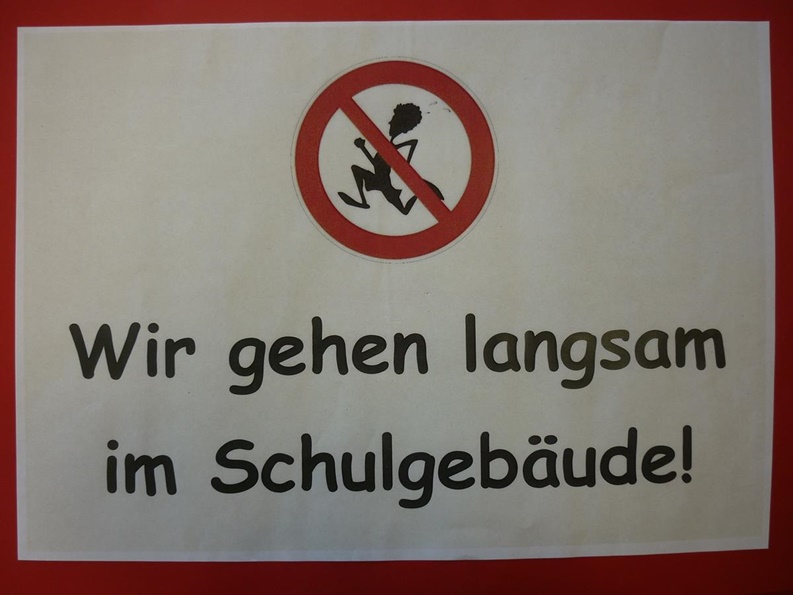 Wir gehen langsam
im Schulgebäude!